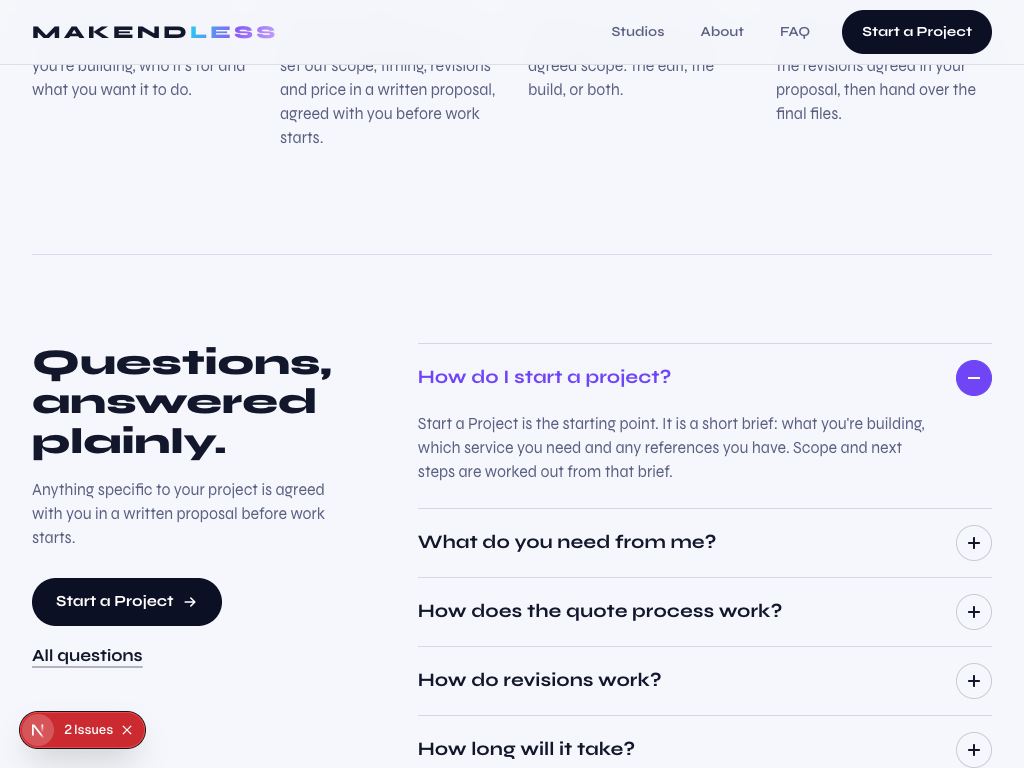 MAKENDLESS
Studios
About
FAQ
Start a Project
you're building, who it's for and
what you want it to do.
set out scope, timing, revisions
and price in a written proposal,
agreed with you before work
starts.
agreed scope: the edit, the
build, or both.
the revisions agreed in your
proposal, then hand over the
final files.
Questions,
answered
plainly.
Anything specific to your project is agreed
with you in a written proposal before work
starts.
Start a Project →
All questions
How do I start a project?
Start a Project is the starting point. It is a short brief: what you're building,
which service you need and any references you have. Scope and next
steps are worked out from that brief.
What do you need from me?
How does the quote process work?
How do revisions work?
How long will it take?
N 2 Issues